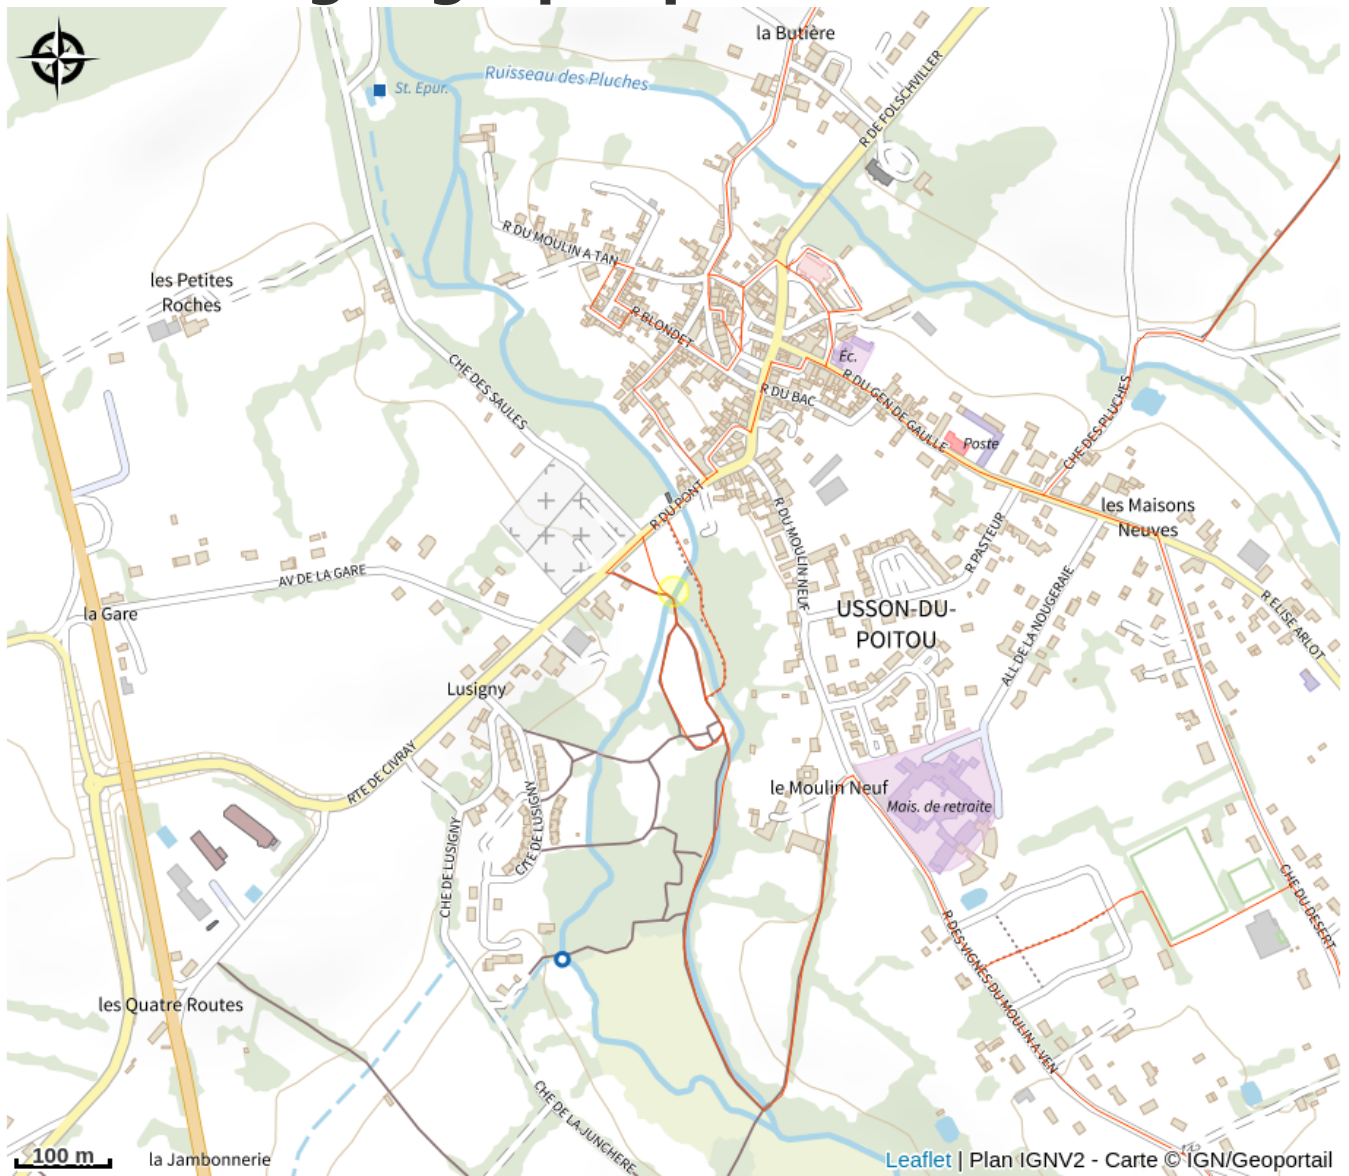 la Butière
Ruisseau des Pluches
St. Epur.
R DE FOLSCHVILLER
R DU MOULIN A TAN
les Petites
Roches
R BLONDET
Éc.
CHE DES SAULES
R DU BAC
R DU GEN DE GAULLE
Poste
CHE DES PLUCHES
R DU PONT
les Maisons
Neuves
R DU MOULIN NEUF
R PASTEUR
AV DE LA GARE
la Gare
USSON-DU-
POITOU
ALL DE LA NOUGERAIE
R ELISE ARLOT
Lusigny
RTE DE CIVRAY
le Moulin Neuf
Mais. de retraite
CITE DE LUSIGNY
CHE DE LUSIGNY
CHE DU DESERT
R DES VIGNES DU MOULIN A VEN
les Quatre Routes
CHE DE LA JUNCHERE
100 m
la Jambonnerie
Leaflet | Plan IGNV2 - Carte © IGN/Geoportail